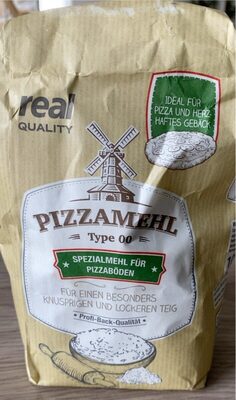 real
QUALITY
IDEAL FÜR
PIZZA UND HERZ-
HAFTES GEBÄCK
PIZZAMEHL
Type 00
SPEZIALMEHL FÜR
PIZZABÖDEN
FÜR EINEN BESONDERS
KNUSPRIGEN UND LOCKEREN TEIG
Profi-Back-Qualität